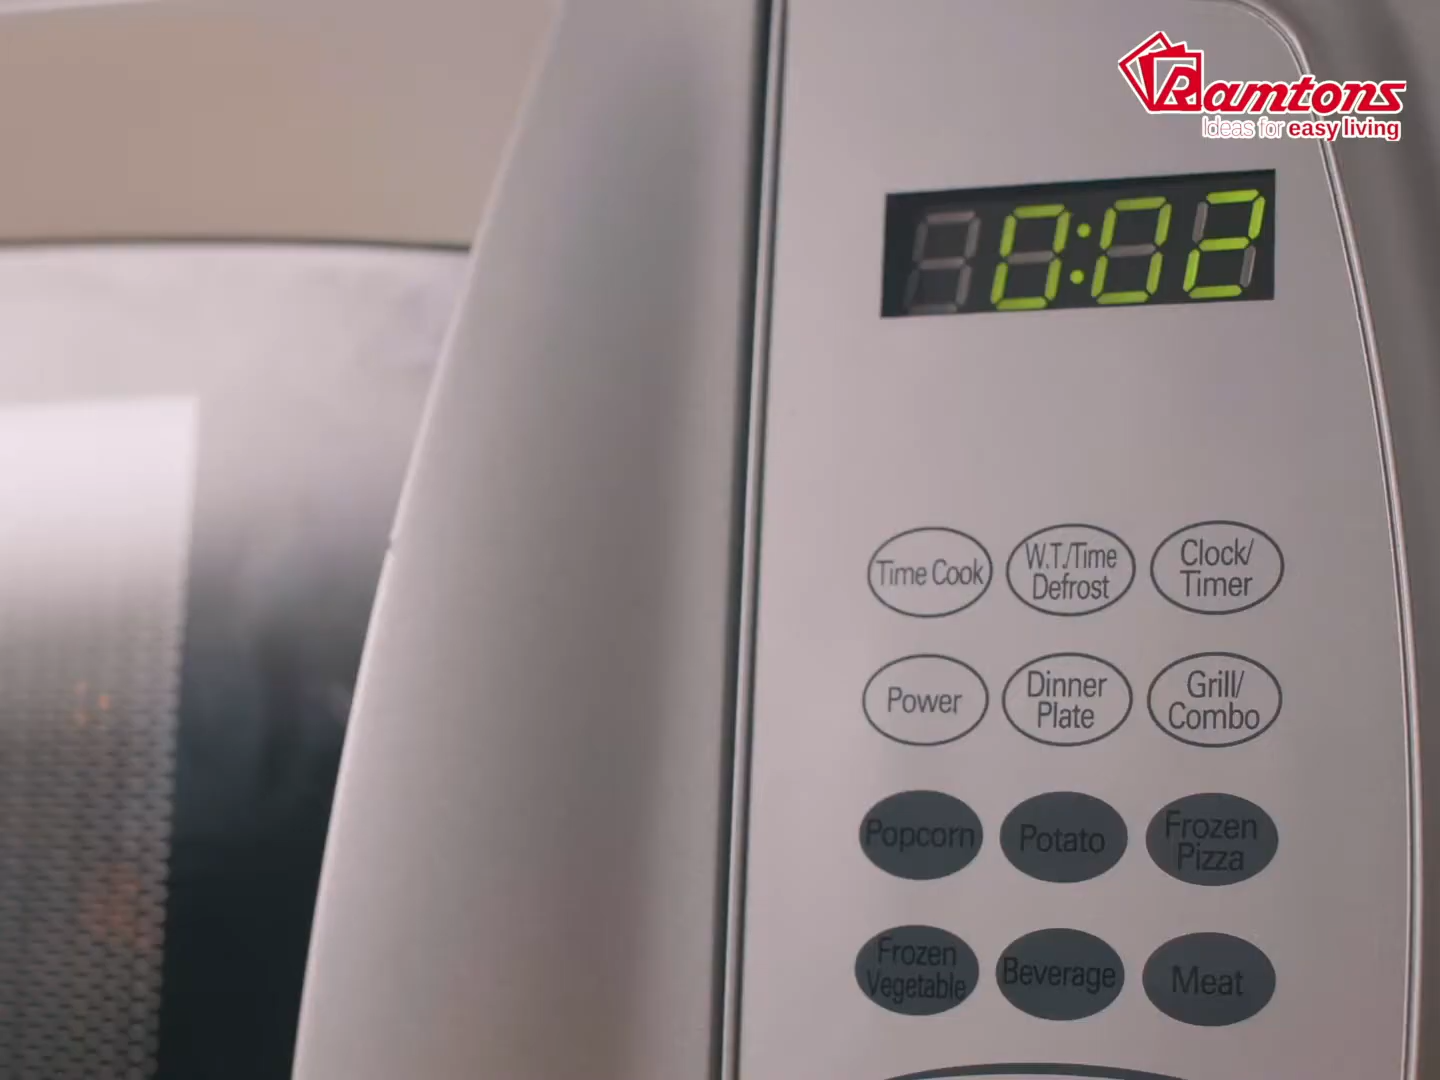 Ramtons
Ideas for easy living
0:02
Time Cook
W.T./Time
Defrost
Clock/
Timer
Power
Dinner
Plate
Grill/
Combo
Popcorn
Potato
Frozen
Pizza
Frozen
Vegetable
Beverage
Meat